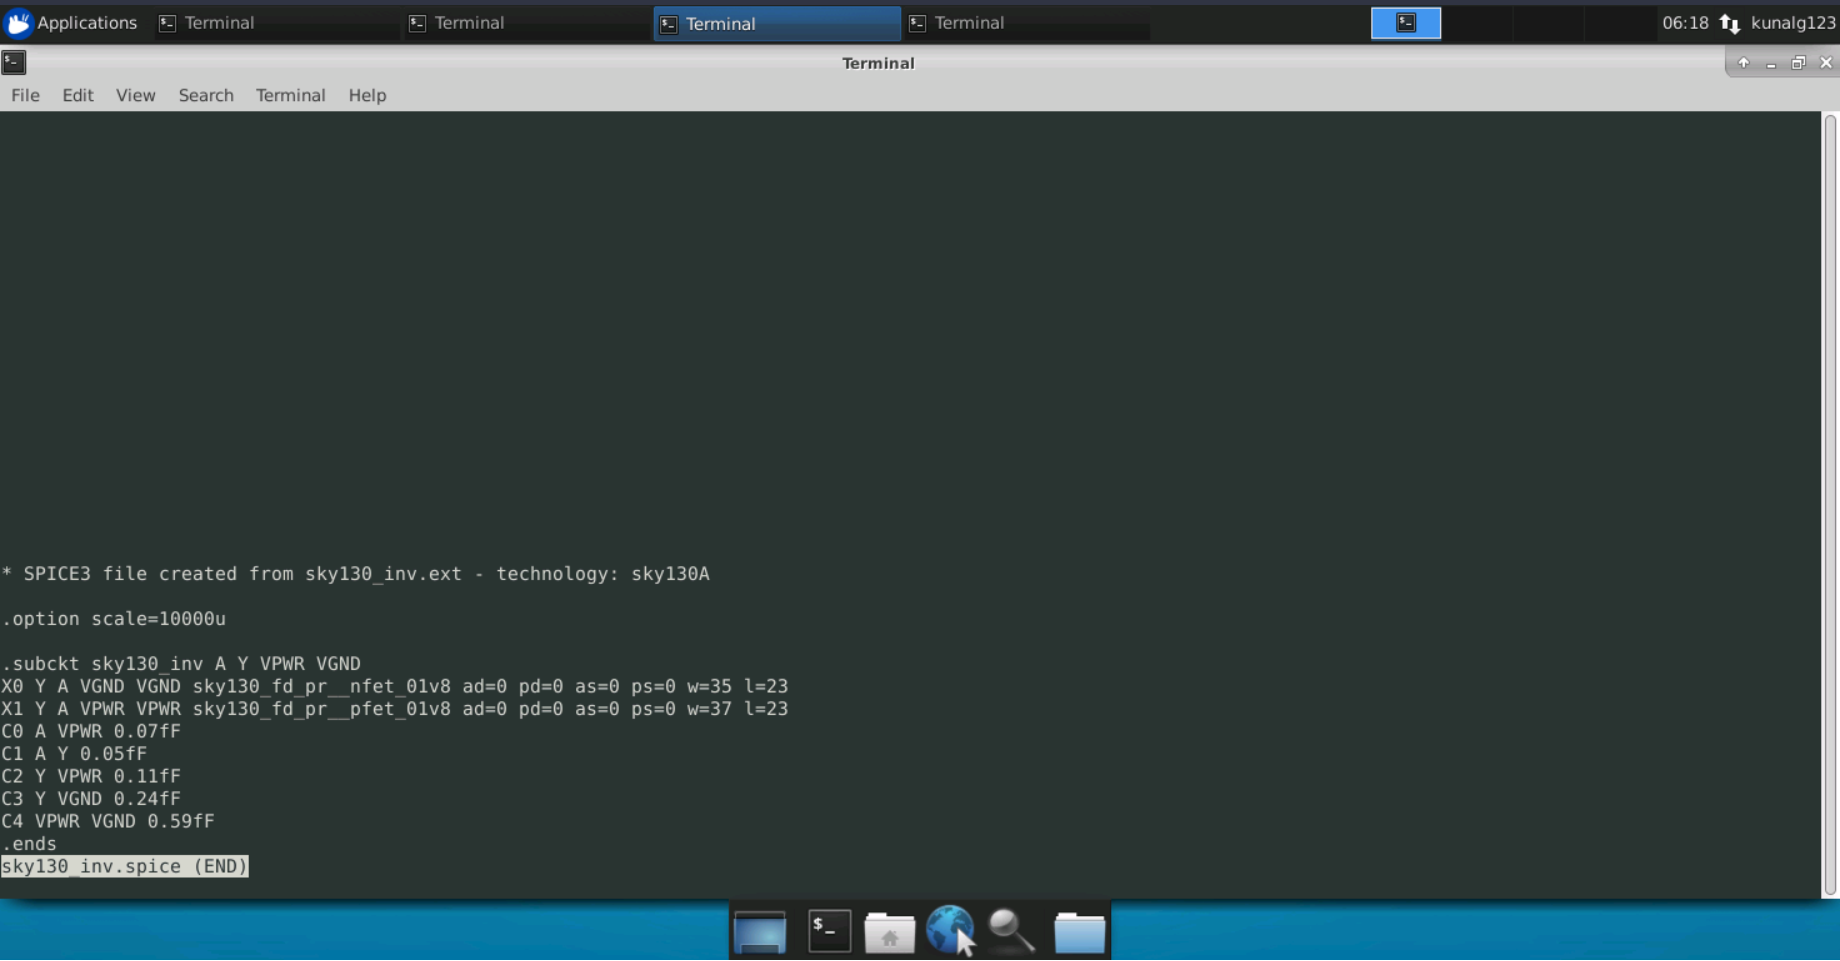 Applications Terminal Terminal Terminal Terminal 06:18 kunalg123
Terminal
File Edit View Search Terminal Help
* SPICE3 file created from sky130_inv.ext - technology: sky130A
.option scale=10000u
.subckt sky130_inv A Y VPWR VGND
X0 Y A VGND VGND sky130_fd_pr__nfet_01v8 ad=0 pd=0 as=0 ps=0 w=35 l=23
X1 Y A VPWR VPWR sky130_fd_pr__pfet_01v8 ad=0 pd=0 as=0 ps=0 w=37 l=23
C0 A VPWR 0.07fF
C1 A Y 0.05fF
C2 Y VPWR 0.11fF
C3 Y VGND 0.24fF
C4 VPWR VGND 0.59fF
.ends
sky130_inv.spice (END)